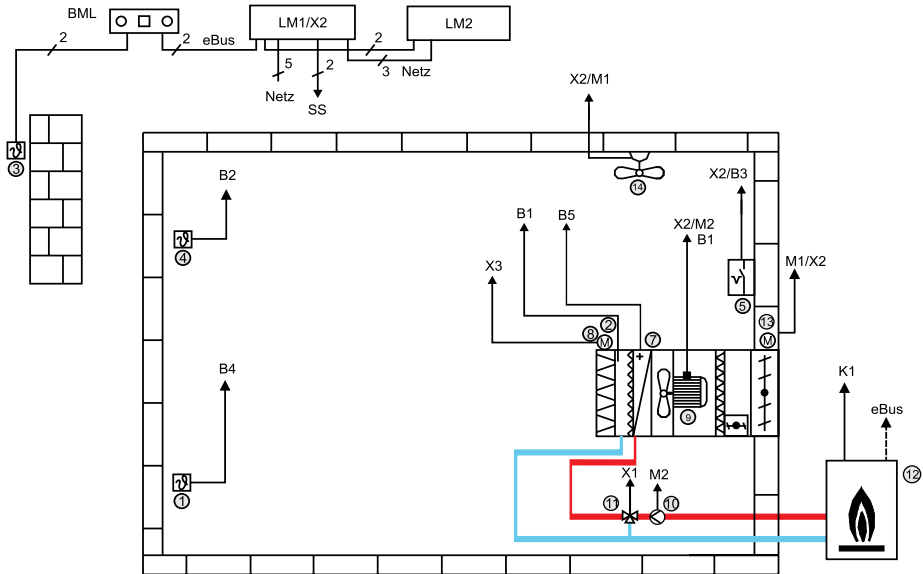 BML
LM1/X2
LM2
2
2
eBus
2
5
2
3
Netz
Netz
SS
X2/M1
3
14
B2
X2/B3
B1
B5
X2/M2
B1
4
X3
M1/X2
5
2
8
M
7
13
M
+
B4
K1
9
eBus
X1
M2
12
1
11
10